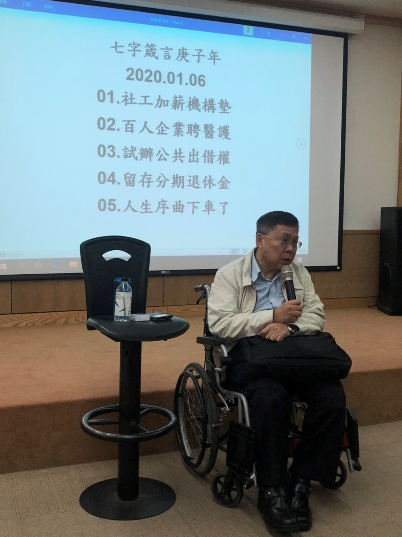 七字箴言庚子年
2020.01.06
01.社工加薪機構墊
02.百人企業聘醫護
03.試辦公共出借權
04.留存分期退休金
05.人生序曲下車了